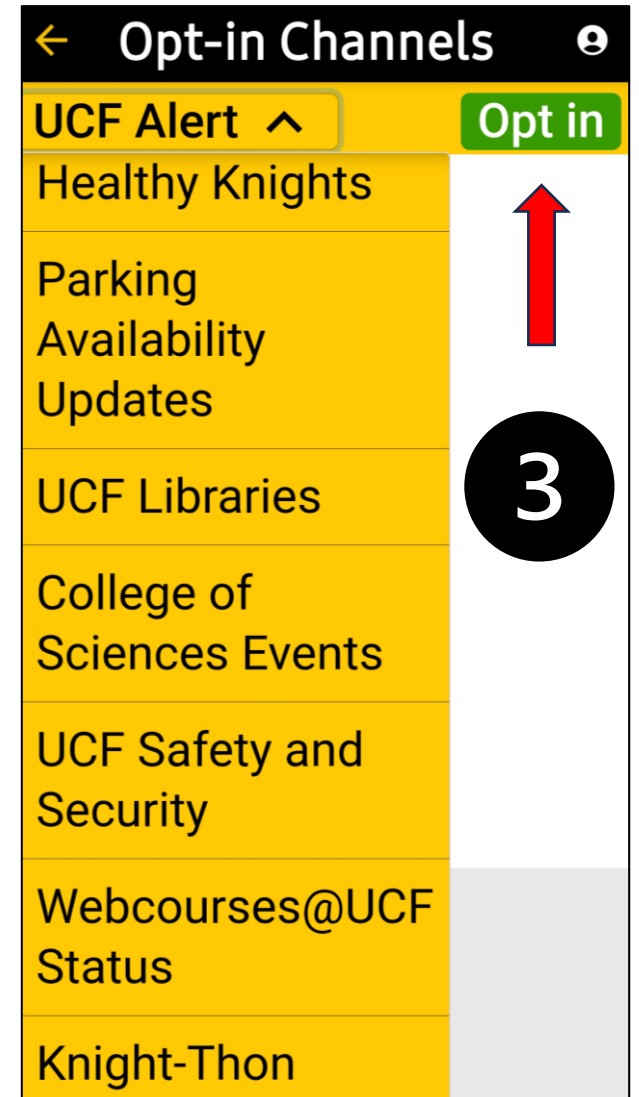 Opt-in Channels
UCF Alert
Opt in
Healthy Knights
Parking
Availability
Updates
3
UCF Libraries
College of
Sciences Events
UCF Safety and
Security
Webcourses@UCF
Status
Knight-Thon